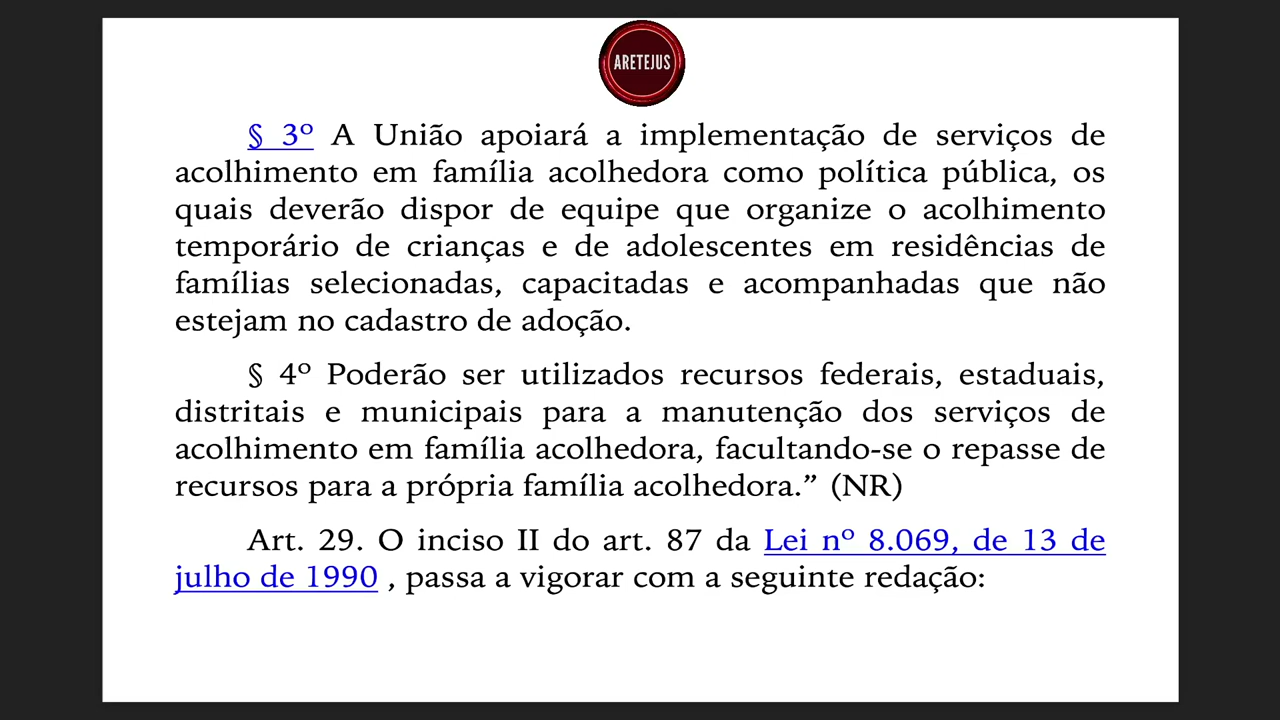 ARETEJUS
§ 3º A União apoiará a implementação de serviços de
acolhimento em família acolhedora como política pública, os
quais deverão dispor de equipe que organize o acolhimento
temporário de crianças e de adolescentes em residências de
famílias selecionadas, capacitadas e acompanhadas que não
estejam no cadastro de adoção.
§ 4º Poderão ser utilizados recursos federais, estaduais,
distritais e municipais para a manutenção dos serviços de
acolhimento em família acolhedora, facultando-se o repasse de
recursos para a própria família acolhedora.” (NR)
Art. 29. O inciso II do art. 87 da Lei nº 8.069, de 13 de
julho de 1990 , passa a vigorar com a seguinte redação: